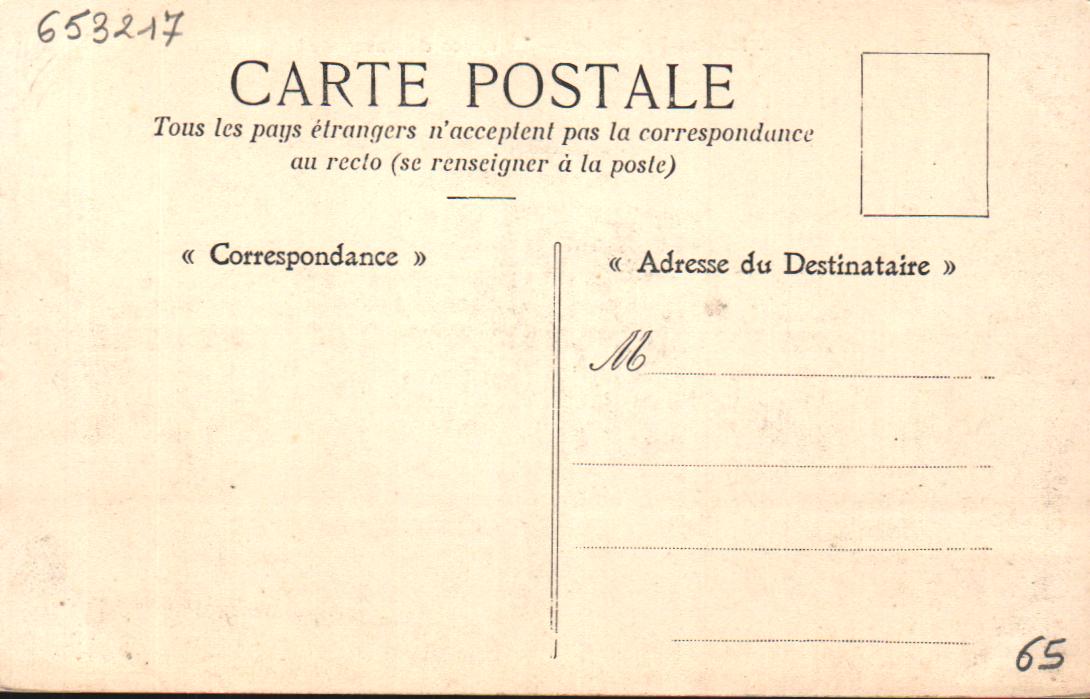 653217
CARTE POSTALE
Tous les pays étrangers n'acceptent pas la correspondance
au recto (se renseigner à la poste)
« Correspondance »
« Adresse du Destinataire »
M
65